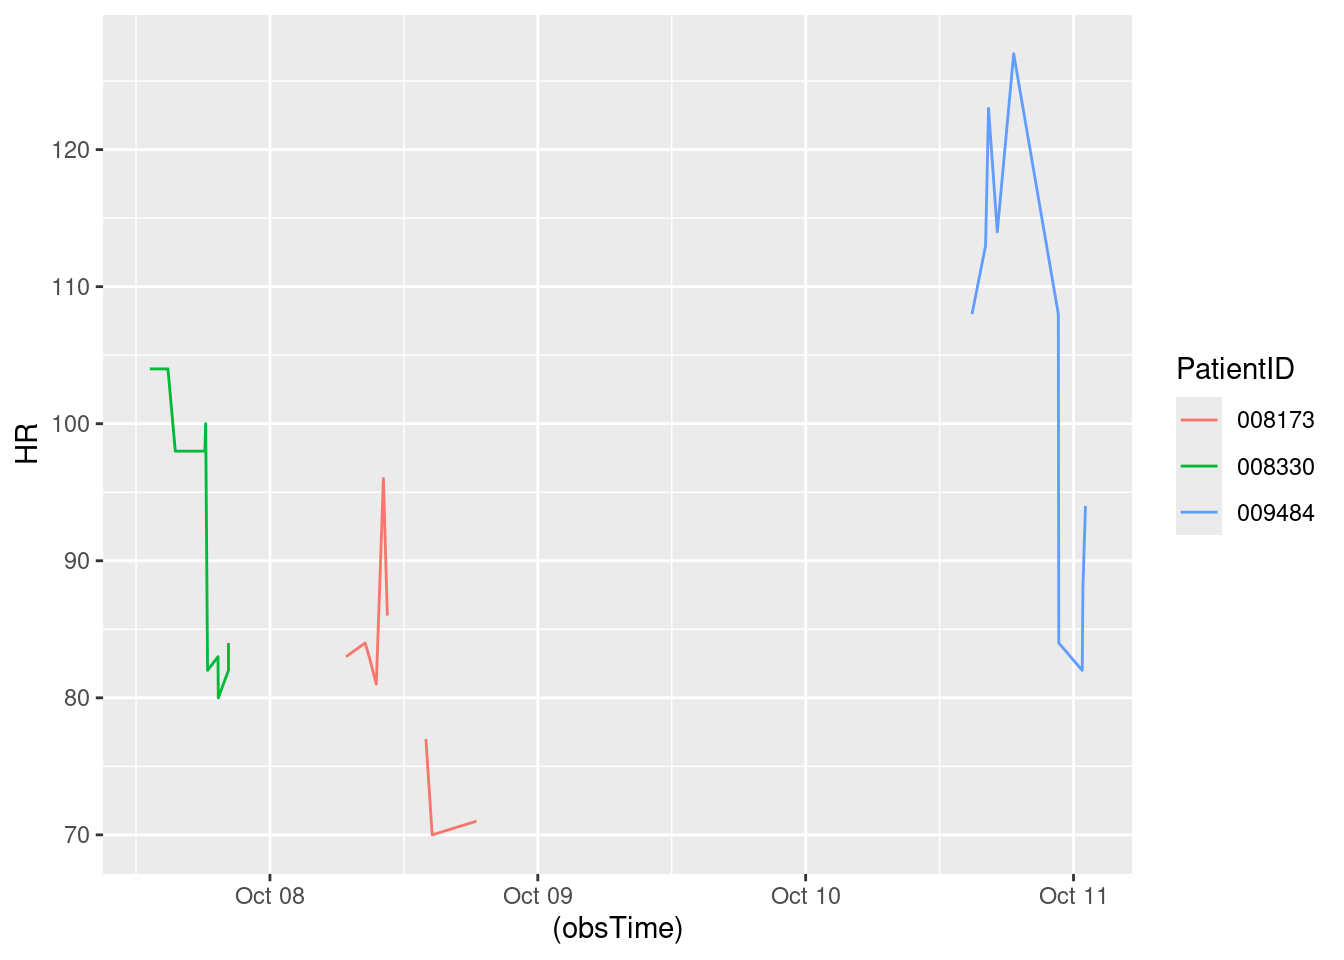 HR
120
110
100
90
80
70
Oct 08
Oct 09
Oct 10
Oct 11
(obsTime)
PatientID
008173
008330
009484